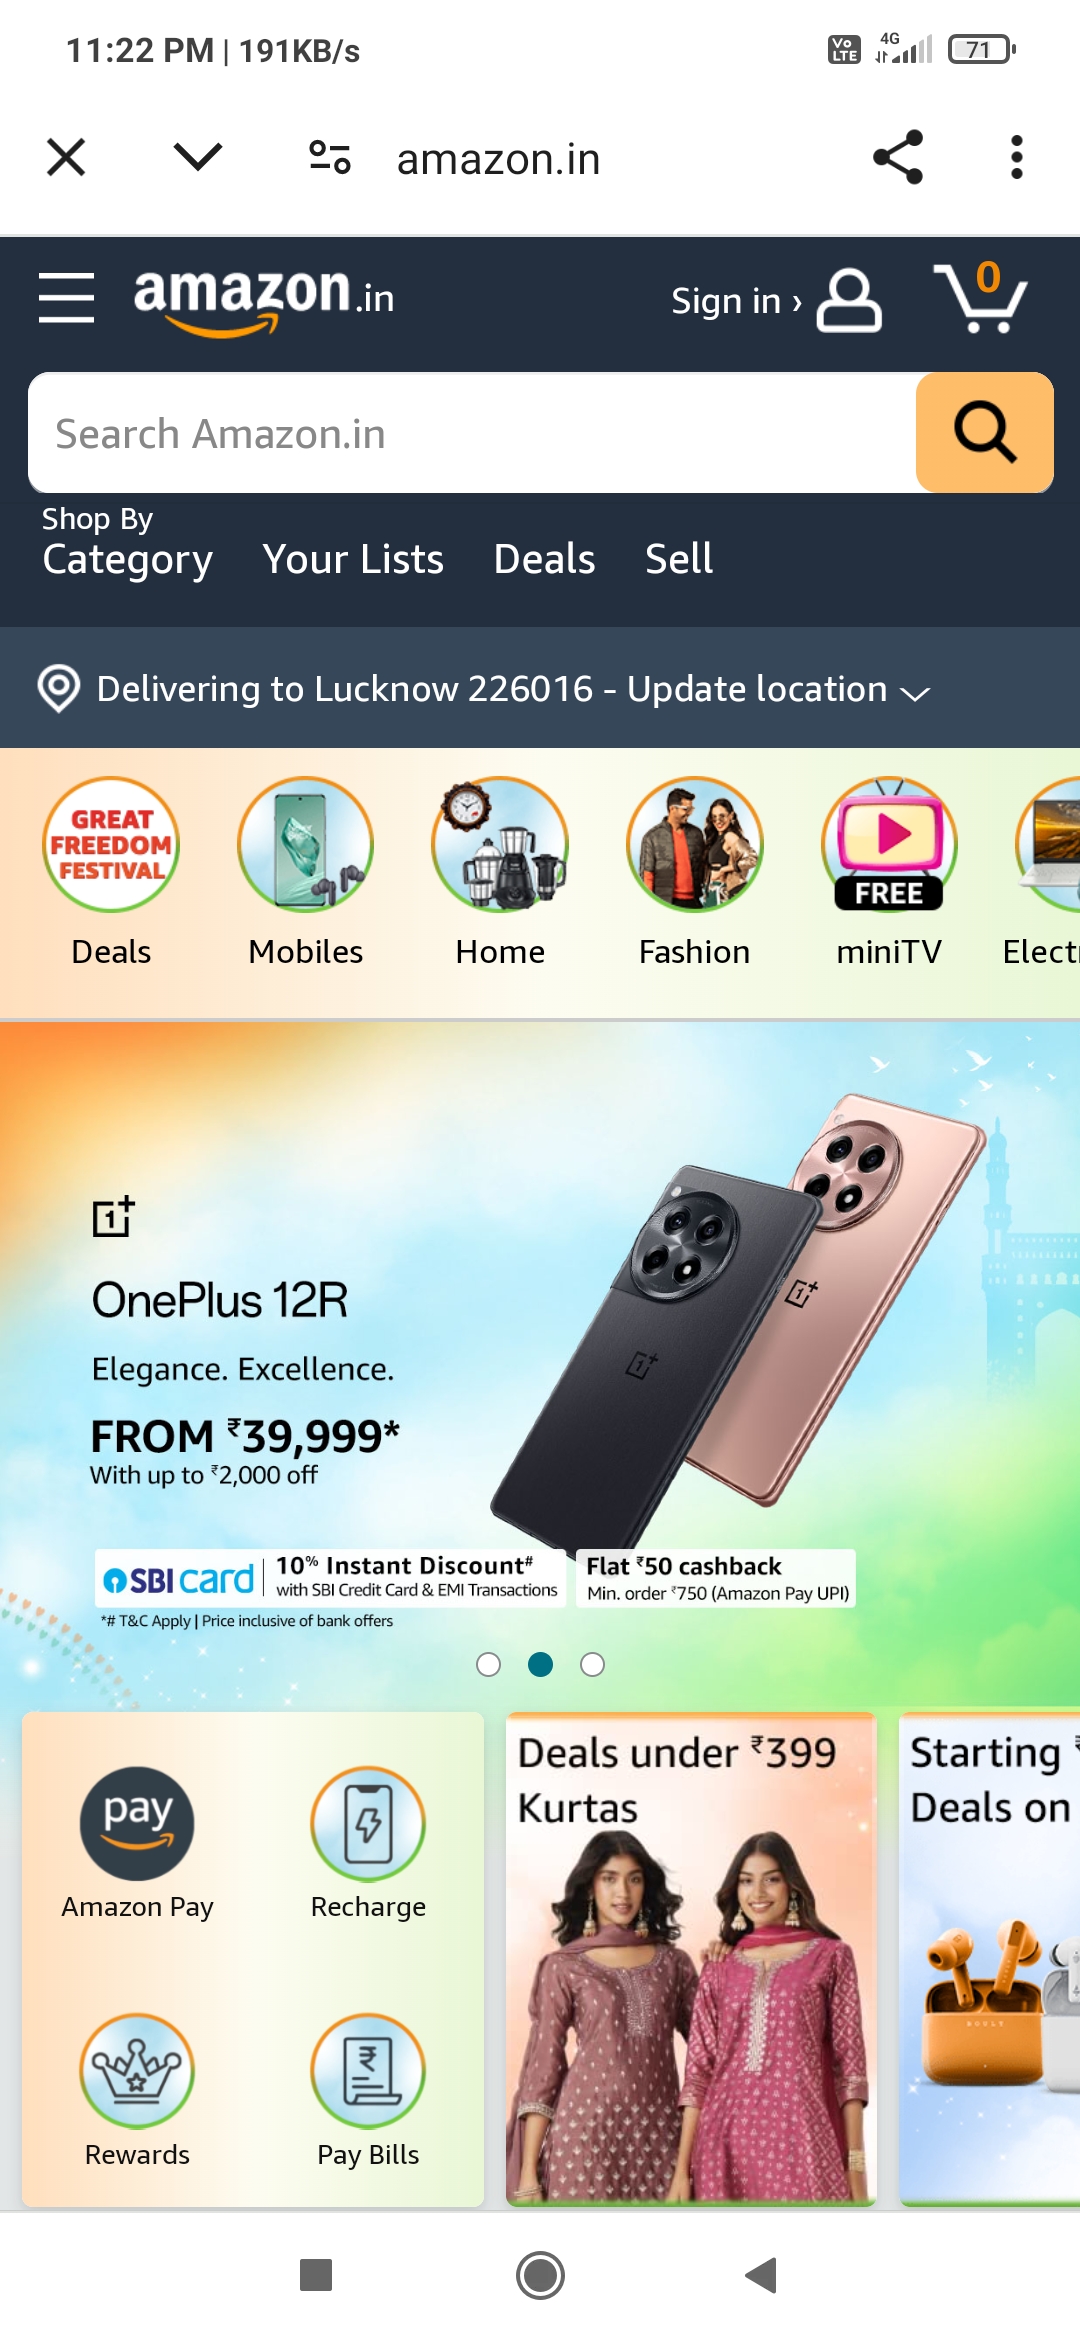 11:22 PM | 191KB/s
Vo LTE 4G 71
amazon.in
amazon.in
Sign in ›
0
Search Amazon.in
Shop By
Category Your Lists Deals Sell
Delivering to Lucknow 226016 - Update location
GREAT
FREEDOM
FESTIVAL
FREE
Deals Mobiles Home Fashion miniTV Electr
OnePlus 12R
Elegance. Excellence.
FROM ₹39,999*
With up to ₹2,000 off
SBI card
10% Instant Discount#
with SBI Credit Card & EMI Transactions
Flat ₹50 cashback
Min. order ₹750 (Amazon Pay UPI)
*# T&C Apply | Price inclusive of bank offers
pay
Amazon Pay
Recharge
Rewards
Pay Bills
Deals under ₹399
Kurtas
Starting ₹
Deals on
BOULT